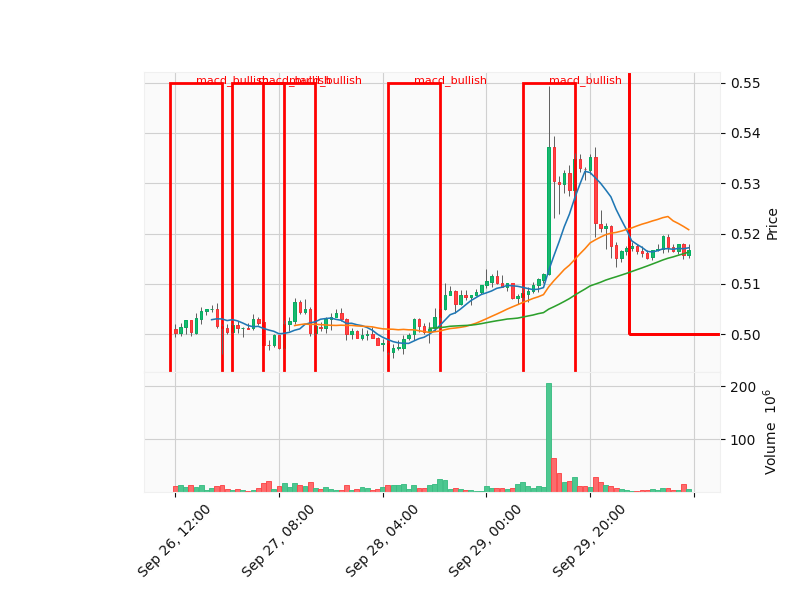 macd_bullish
macd_bullish
macd_bullish
macd_bullish
macd_bullish
0.55
0.54
0.53
0.52
0.51
0.50
Price
200
100
Volume 10^6
Sep 26, 12:00
Sep 27, 08:00
Sep 28, 04:00
Sep 29, 00:00
Sep 29, 20:00